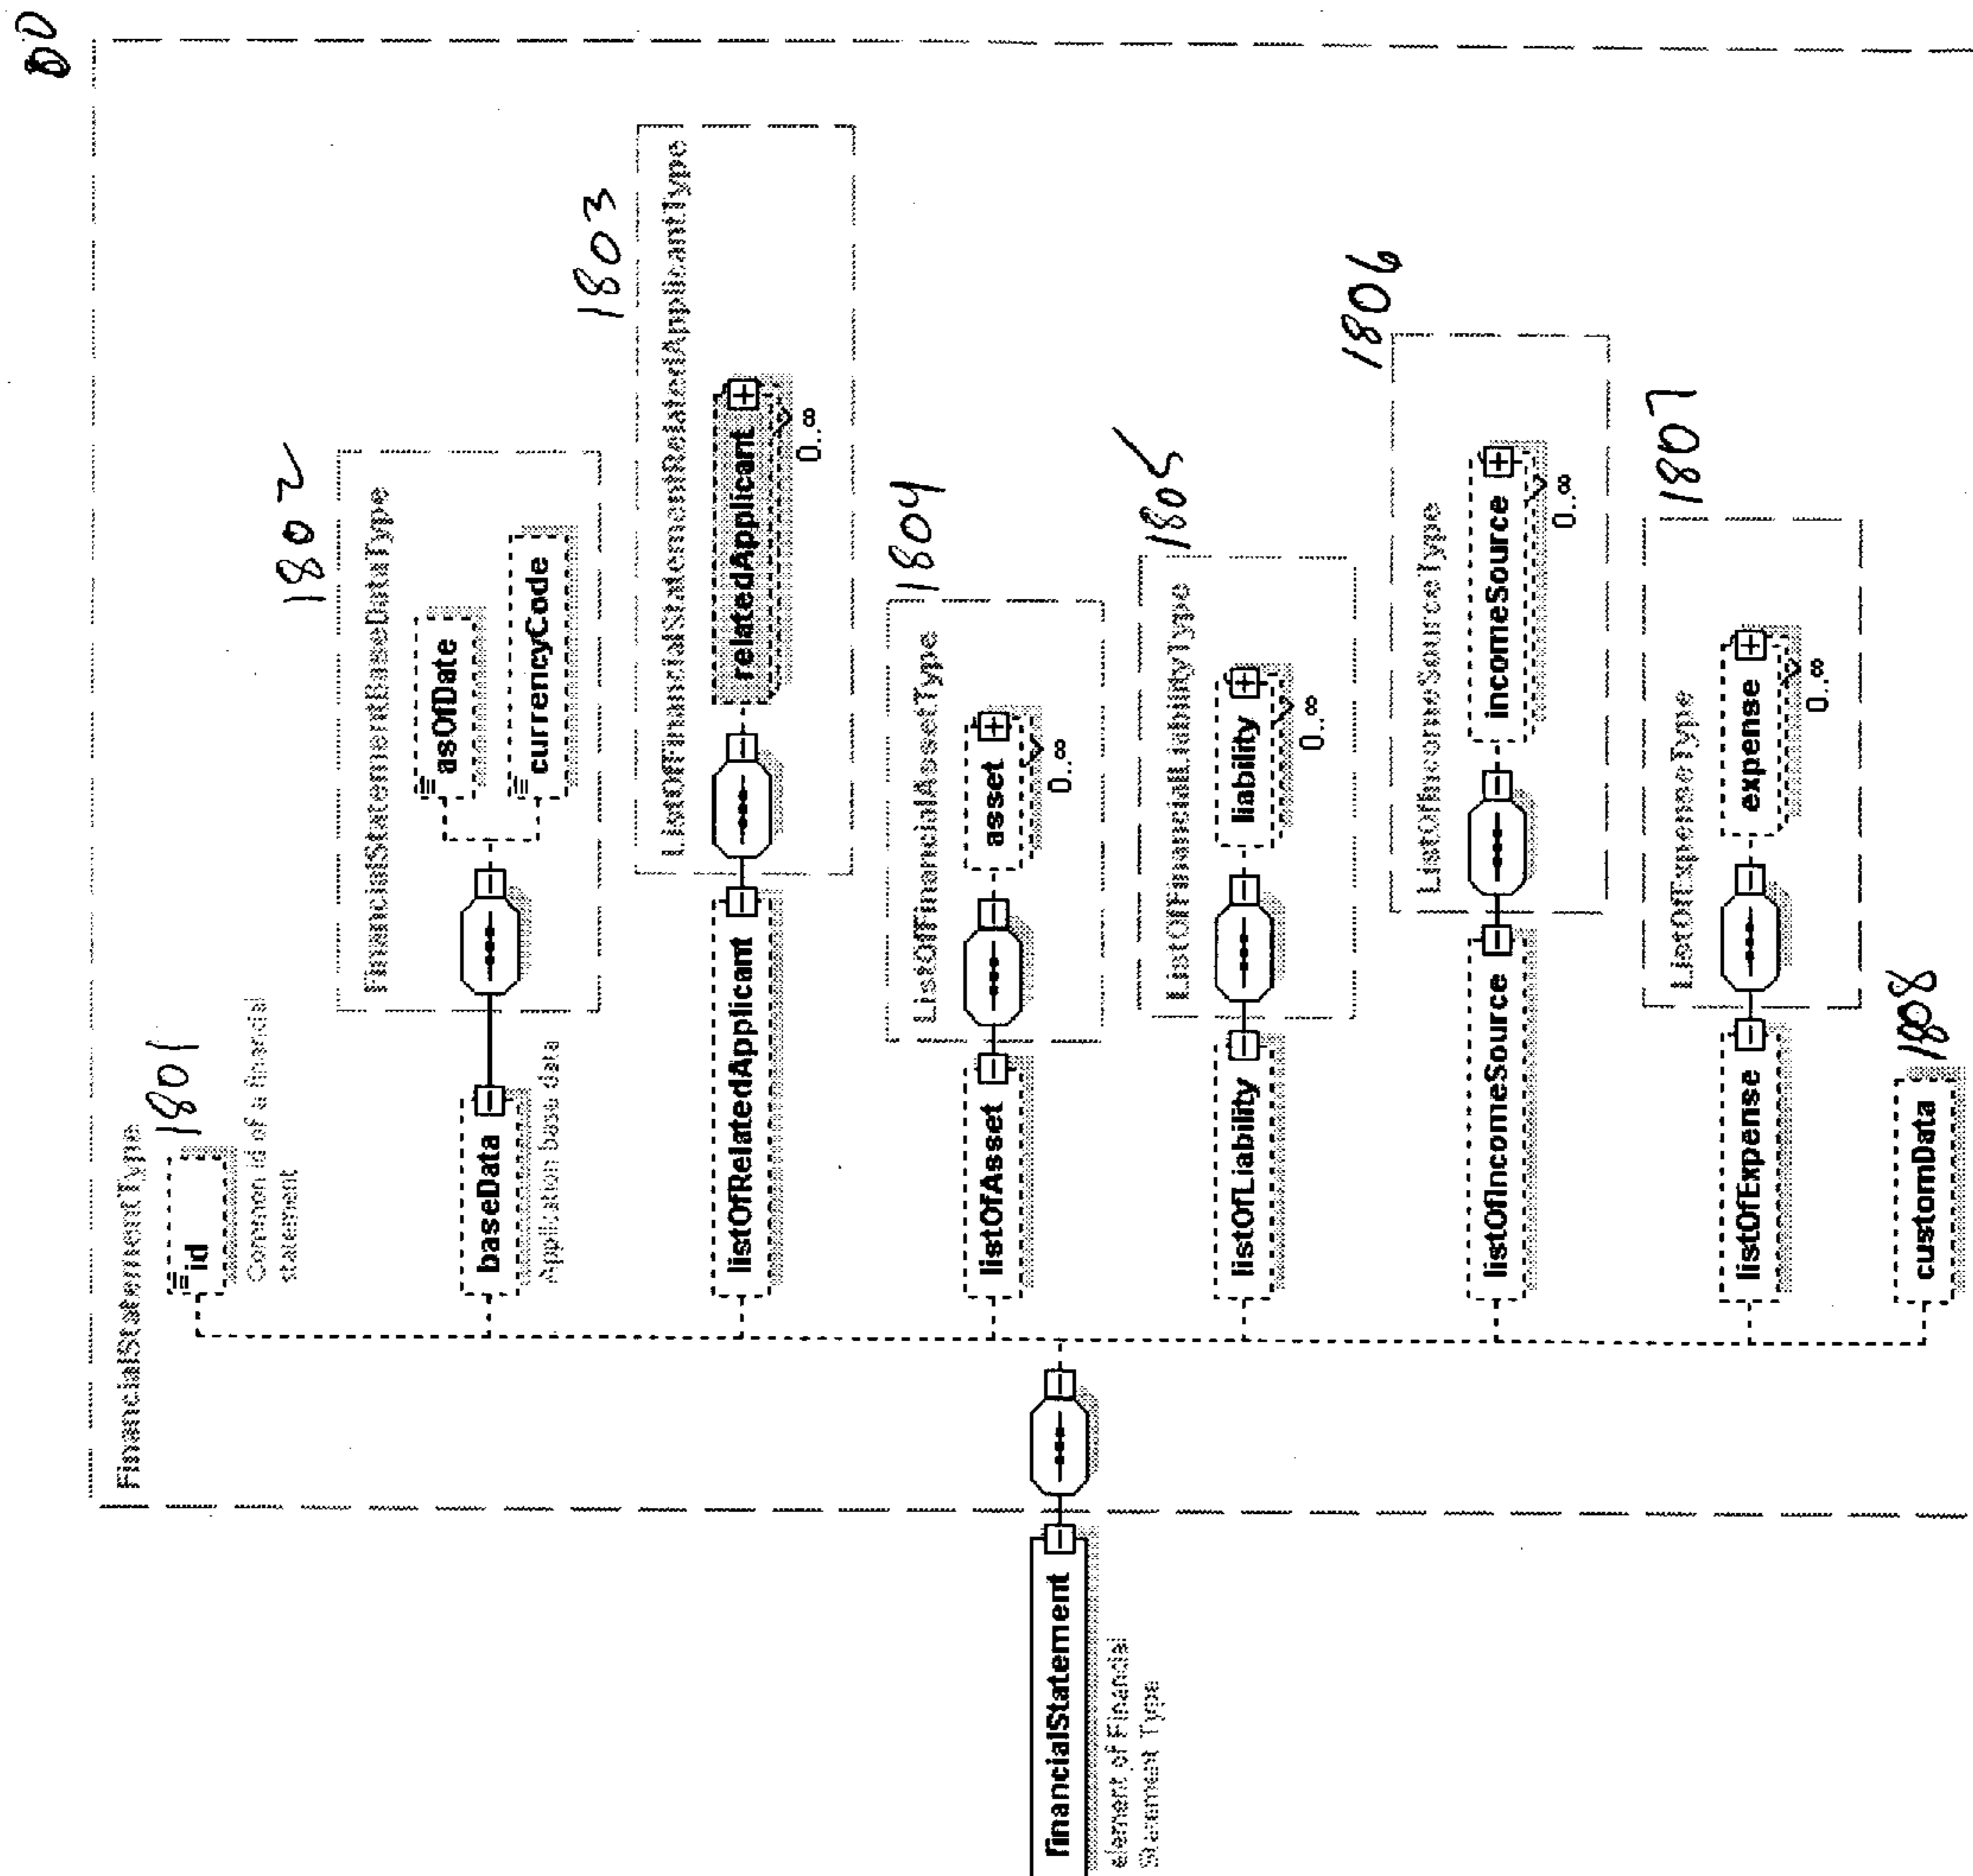 FinancialStatementType
1801
id
Common id of a financial
statement
1802
FinancialStatementBaseDataType
baseData
asOfDate
currencyCode
Application base data
1803
ListOfFinancialStatementRelatedApplicantType
listOfRelatedApplicant
relatedApplicant
0..∞
1804
ListOfFinancialAssetType
listOfAsset
asset
0..∞
financialStatement
element of Financial
Statement Type
1805
ListOfFinancialLiabilityType
listOfLiability
liability
0..∞
1806
ListOfIncomeSourceType
listOfIncomeSource
incomeSource
0..∞
1807
ListOfExpenseType
listOfExpense
expense
0..∞
1808
customData